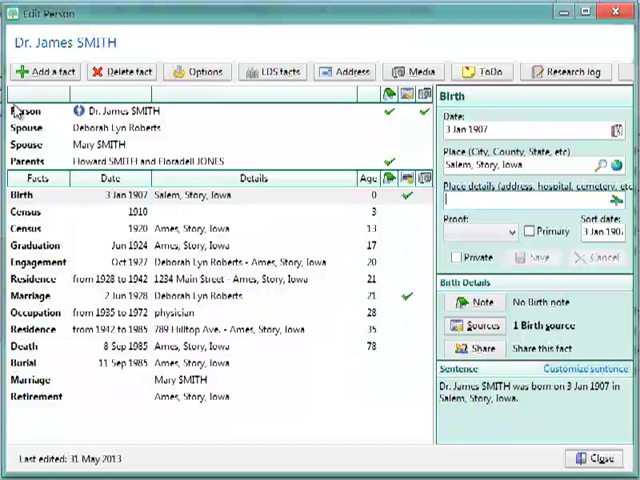 Edit Person
Dr. James SMITH
Add a fact Delete fact Options LDS facts Address Media ToDo Research log
Person Dr. James SMITH
Spouse Deborah Lyn Roberts
Spouse Mary SMITH
Parents Howard SMITH and Floradell JONES
Facts Date Details Age
Birth 3 Jan 1907 Salem, Story, Iowa 0
Census 1910 3
Census 1920 Ames, Story, Iowa 13
Graduation Jun 1924 Ames, Story, Iowa 17
Engagement Oct 1927 Deborah Lyn Roberts - Ames, Story, Iowa 20
Residence from 1928 to 1942 1234 Main Street - Ames, Story, Iowa 21
Marriage 2 Jun 1928 Deborah Lyn Roberts 21
Occupation from 1935 to 1972 physician 28
Residence from 1942 to 1985 789 Hilltop Ave. - Ames, Story, Iowa 35
Death 8 Sep 1985 Ames, Story, Iowa 78
Burial 11 Sep 1985 Ames, Story, Iowa
Marriage Mary SMITH
Retirement Ames, Story, Iowa
Last edited: 31 May 2013
Birth
Date:
3 Jan 1907
Place (City, County, State, etc)
Salem, Story, Iowa
Place details (address, hospital, cemetery, etc
Proof: Sort date:
Primary 3 Jan 190
Private Save Cancel
Birth Details
Note No Birth note
Sources 1 Birth source
Share Share this fact
Sentence Customize sentence
Dr. James SMITH was born on 3 Jan 1907 in
Salem, Story, Iowa.
Close